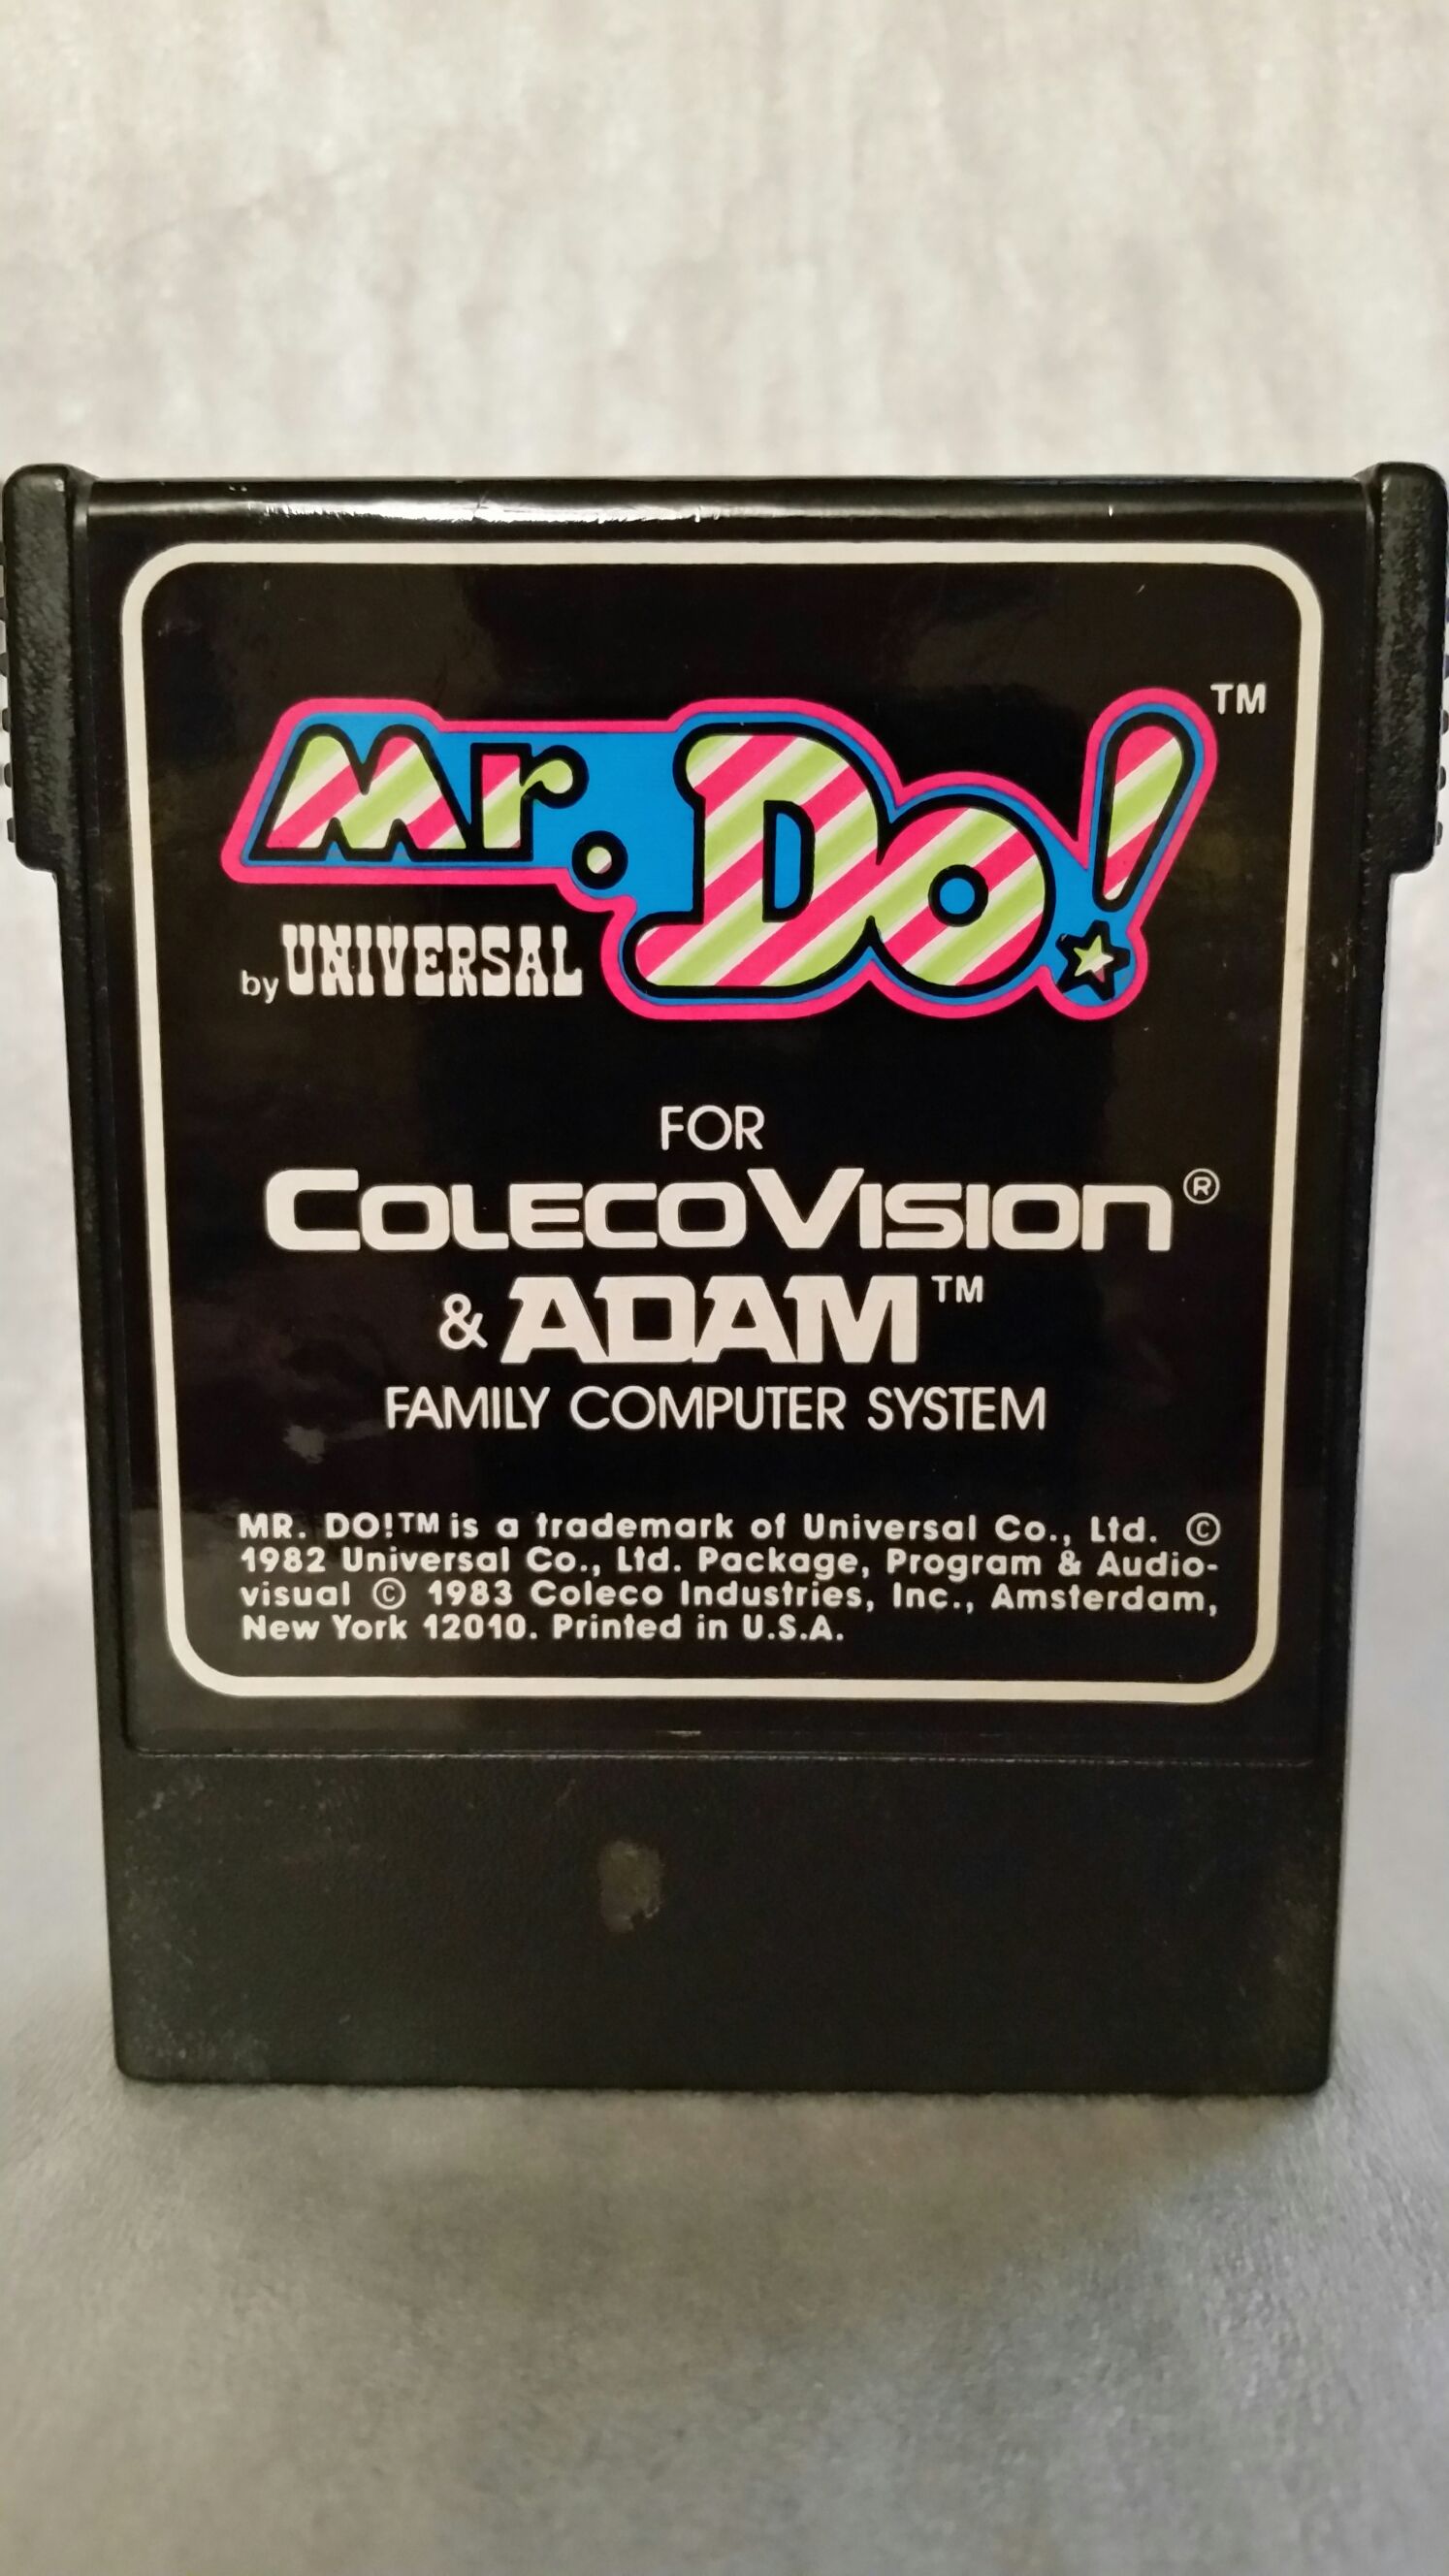 Mr. Do! TM
by UNIVERSAL
FOR
COLECOVISION®
& ADAM™
FAMILY COMPUTER SYSTEM
MR. DO!™ is a trademark of Universal Co., Ltd. ©
1982 Universal Co., Ltd. Package, Program & Audio-
visual © 1983 Coleco Industries, Inc., Amsterdam,
New York 12010. Printed in U.S.A.